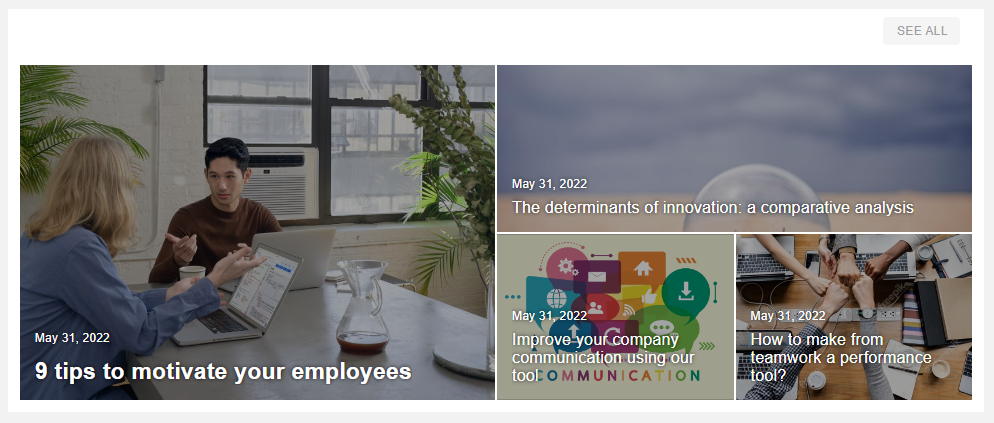 SEE ALL
May 31, 2022
9 tips to motivate your employees
May 31, 2022
The determinants of innovation: a comparative analysis
May 31, 2022
Improve your company
communication using our
tool
COMMUNICATION
May 31, 2022
How to make from
teamwork a performance
tool?